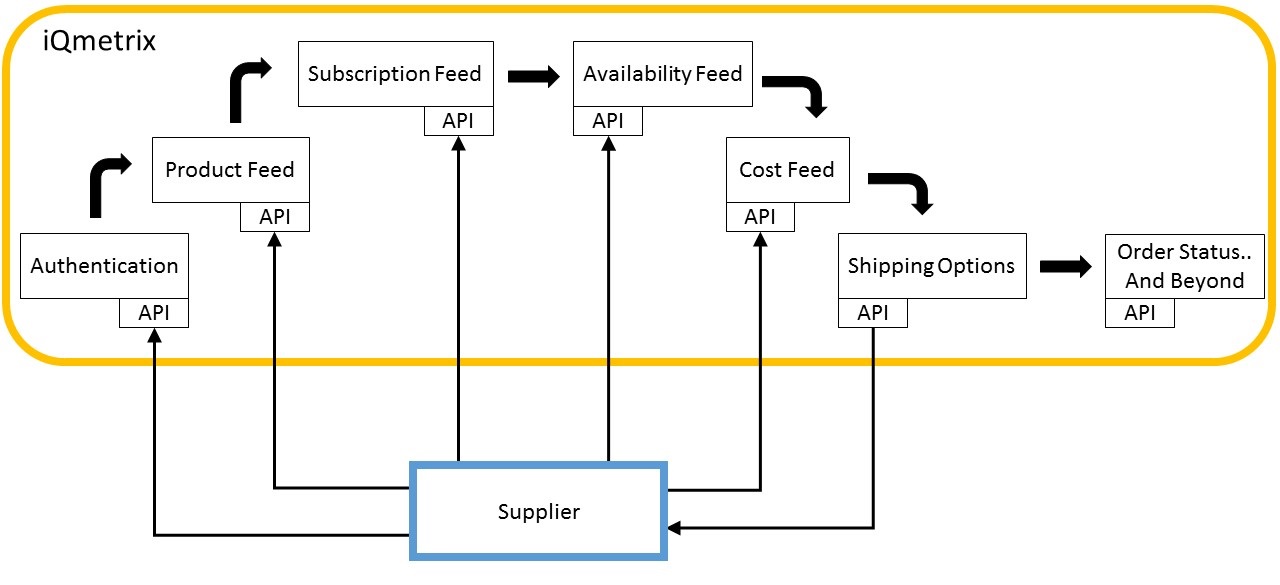 iQmetrix
Subscription Feed
Availability Feed
API
API
Product Feed
Cost Feed
API
API
Authentication
Shipping Options
Order Status..
And Beyond
API
API
API
Supplier